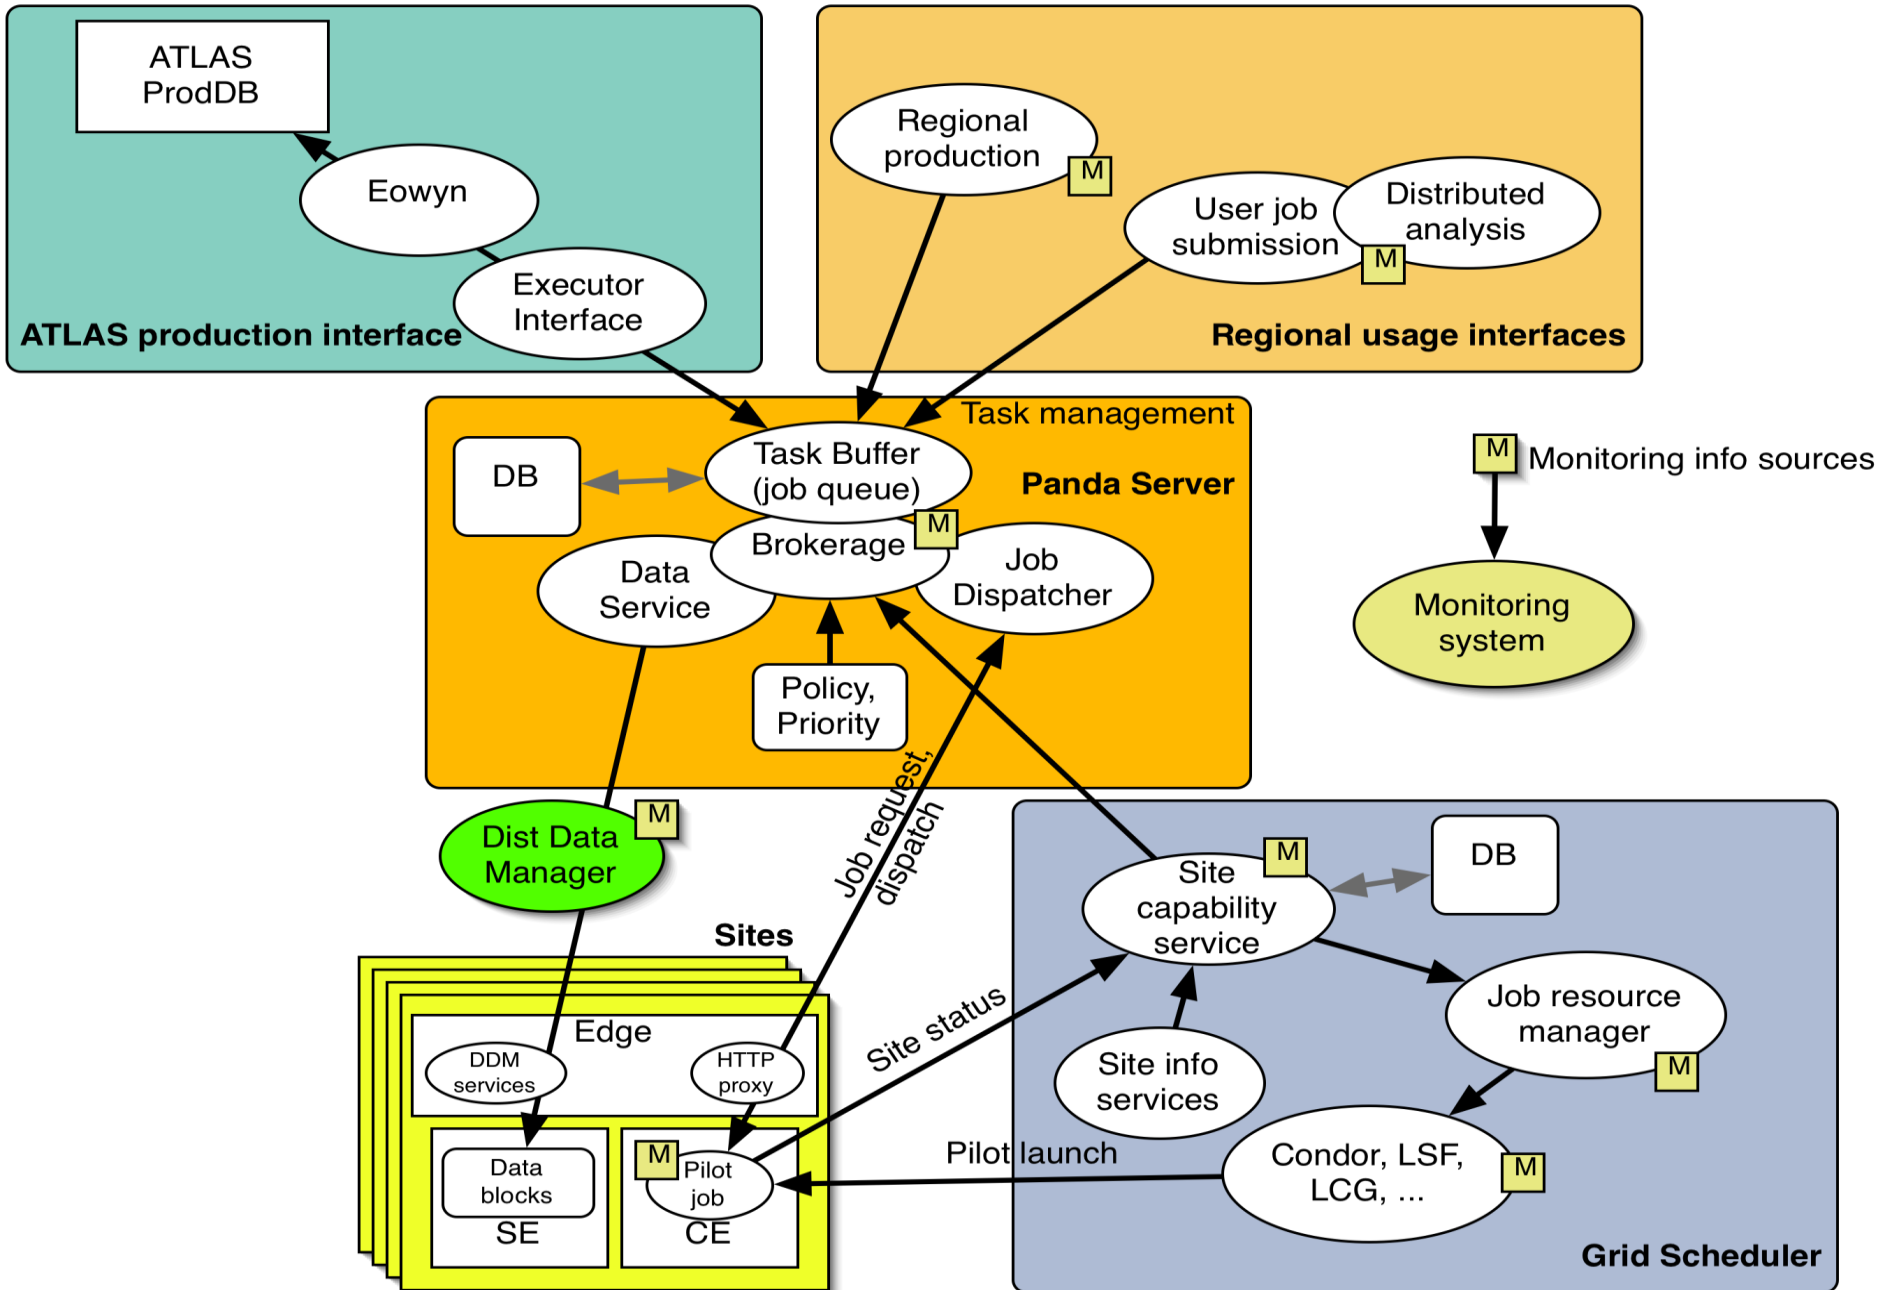 ATLAS
ProdDB
Eowyn
Executor
Interface
ATLAS production interface
Regional
production
M
User job
submission
M
Distributed
analysis
Regional usage interfaces
Task management
DB
Task Buffer
(job queue)
Panda Server
M
Brokerage
Data
Service
Job
Dispatcher
Policy,
Priority
M
Monitoring info sources
Monitoring
system
Dist Data
Manager
M
Job request,
dispatch
Sites
Edge
DDM
services
HTTP
proxy
Data
blocks
SE
M
Pilot
job
CE
Site status
Pilot launch
M
Site
capability
service
DB
Job resource
manager
M
Site info
services
Condor, LSF,
LCG, ...
M
Grid Scheduler